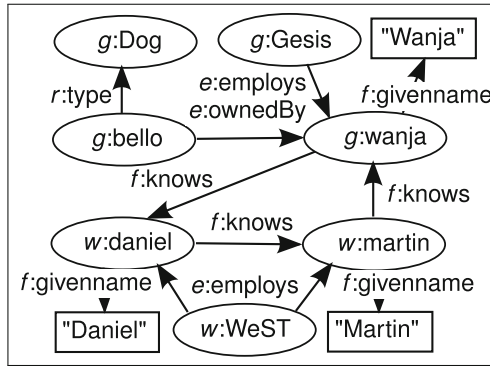 g:Dog
g:Gesis
"Wanja"
e:employs
r:type
e:ownedBy
f:givenname
g:bello
g:wanja
f:knows
f:knows
f:knows
w:daniel
w:martin
f:givenname
e:employs
f:givenname
"Daniel"
w:WeST
"Martin"